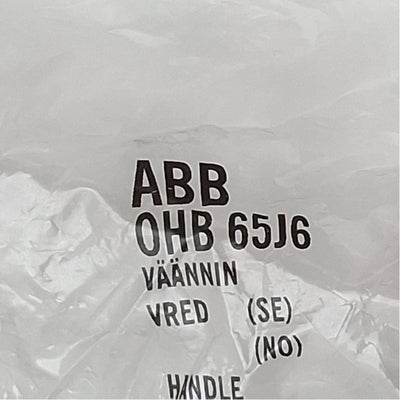 ABB
OHB 65J6
VÄÄNNIN
VRED (SE)
(NO)
HANDLE